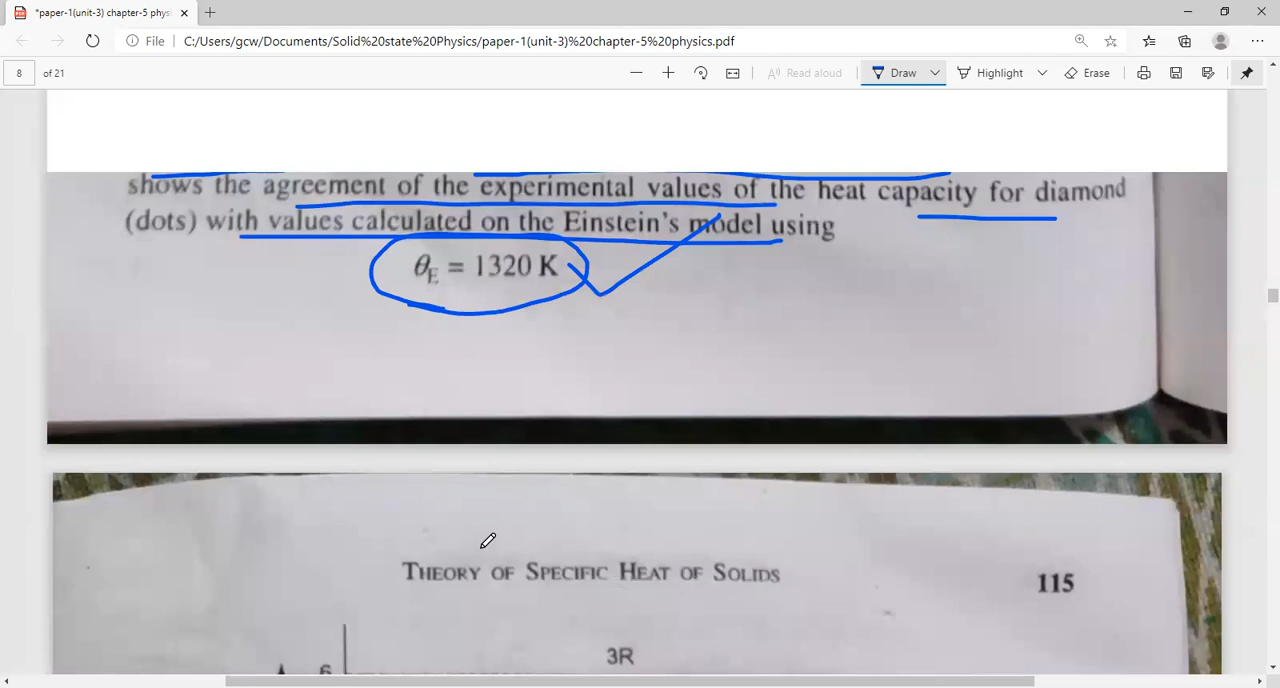 *paper-1(unit-3) chapter-5 phys
File
C:/Users/gcw/Documents/Solid%20state%20Physics/paper-1(unit-3)%20chapter-5%20physics.pdf
8 of 21
Read aloud
Draw
Highlight
Erase
shows the agreement of the experimental values of the heat capacity for diamond
(dots) with values calculated on the Einstein's model using
θE = 1320 K
THEORY OF SPECIFIC HEAT OF SOLIDS
115
6
3R